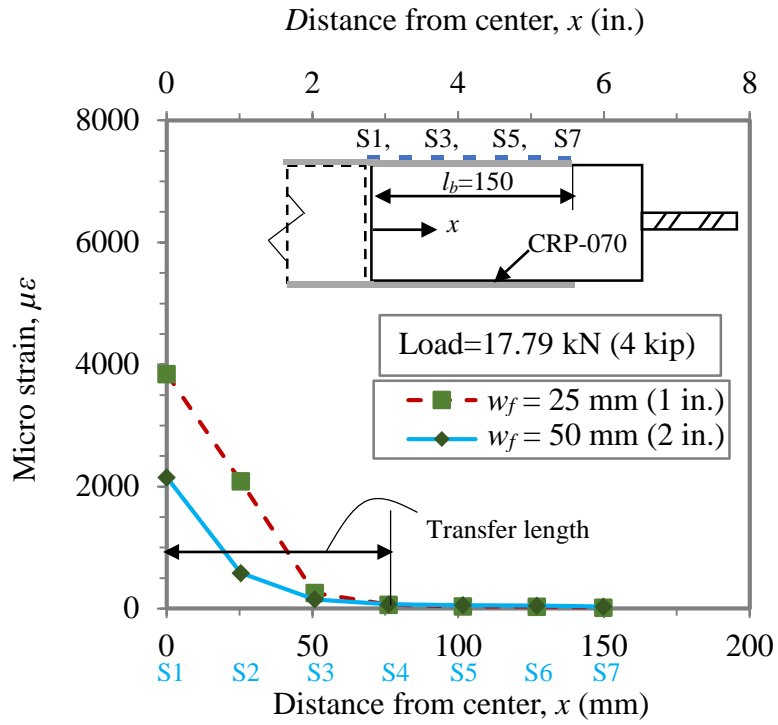 Distance from center, x (in.)
0 2 4 6 8
8000
6000
4000
2000
0
Micro strain, με
S1, S3, S5, S7
l_b=150
x
CRP-070
Load=17.79 kN (4 kip)
w_f = 25 mm (1 in.)
w_f = 50 mm (2 in.)
Transfer length
0 50 100 150 200
S1 S2 S3 S4 S5 S6 S7
Distance from center, x (mm)